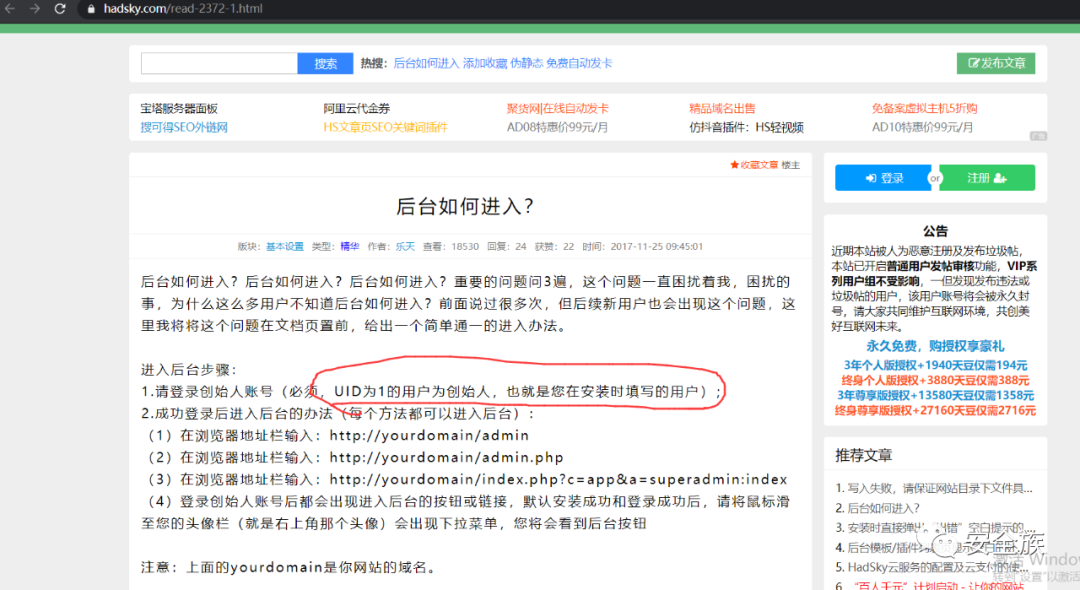 hadsky.com/read-2372-1.html
搜索 热搜: 后台如何进入 添加收藏 伪静态 免费自动发卡 发布文章
宝塔服务器面板 阿里云代金券 聚货网|在线自动发卡 精品域名出售 免备案虚拟主机5折购
搜可得SEO外链网 HS文章页SEO关键词插件 AD08特惠价99元/月 仿抖音插件：HS轻视频 AD10特惠价99元/月
广告
收藏文章 楼主
后台如何进入？
版块：基本设置 类型：精华 作者：乐天 查看：18530 回复：24 获赞：22 时间：2017-11-25 09:45:01
后台如何进入？后台如何进入？后台如何进入？重要的问题问3遍，这个问题一直困扰着我，困扰的
事，为什么这么多用户不知道后台如何进入？前面说过很多次，但后续新用户也会出现这个问题，这
里我将将这个问题在文档页置前，给出一个简单通一的进入办法。
进入后台步骤：
1.请登录创始人账号（必须，UID为1的用户为创始人，也就是您在安装时填写的用户）；
2.成功登录后进入后台的办法（每个方法都可以进入后台）：
（1）在浏览器地址栏输入：http://yourdomain/admin
（2）在浏览器地址栏输入：http://yourdomain/admin.php
（3）在浏览器地址栏输入：http://yourdomain/index.php?c=app&a=superadmin:index
（4）登录创始人账号后都会出现进入后台的按钮或链接，默认安装成功和登录成功后，请将鼠标滑
至您的头像栏（就是右上角那个头像）会出现下拉菜单，您将会看到后台按钮
注意：上面的yourdomain是你网站的域名。
登录 or 注册
公告
近期本站被人为恶意注册及发布垃圾帖，
本站已开启普通用户发帖审核功能，VIP系
列用户组不受影响，一但发现发布违法或
垃圾帖的用户，该用户账号将会被永久封
号，请大家共同维护互联网环境，共创美
好互联网未来。
永久免费，购授权享豪礼
3年个人版授权+1940天豆仅需194元
终身个人版授权+3880天豆仅需388元
3年尊享版授权+13580天豆仅需1358元
终身尊享版授权+27160天豆仅需2716元
推荐文章
1. 写入失败，请保证网站目录下文件具...
2. 后台如何进入？
3. 安装时直接弹出“出错”空白提示的...
4. 后台模板/插件
5. HadSky云服务的配置及云支付的使...
6. “百人千元”计划启动 - 让你的网站
安全族
激活 Window
转到“设置”以激活